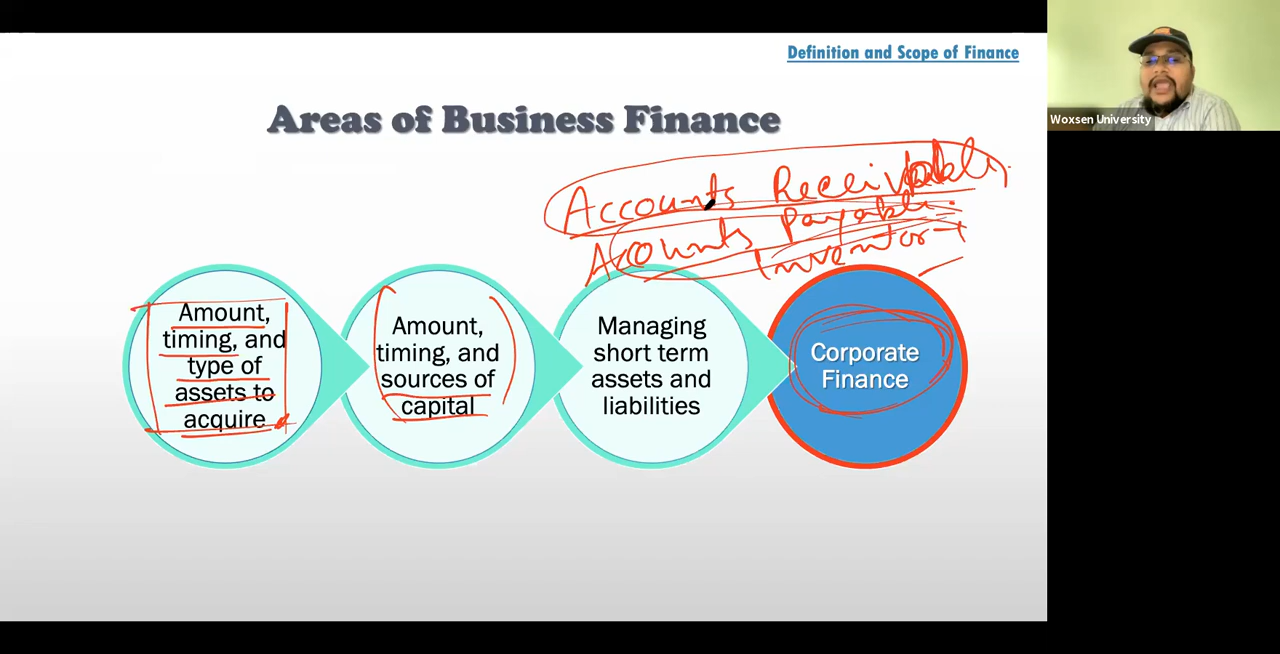 Definition and Scope of Finance
Woxsen University
Areas of Business Finance
Accounts Receivable
Accounts Payable
Inventory
Amount,
timing, and
type of
assets to
acquire
Amount,
timing, and
sources of
capital
Managing
short term
assets and
liabilities
Corporate
Finance